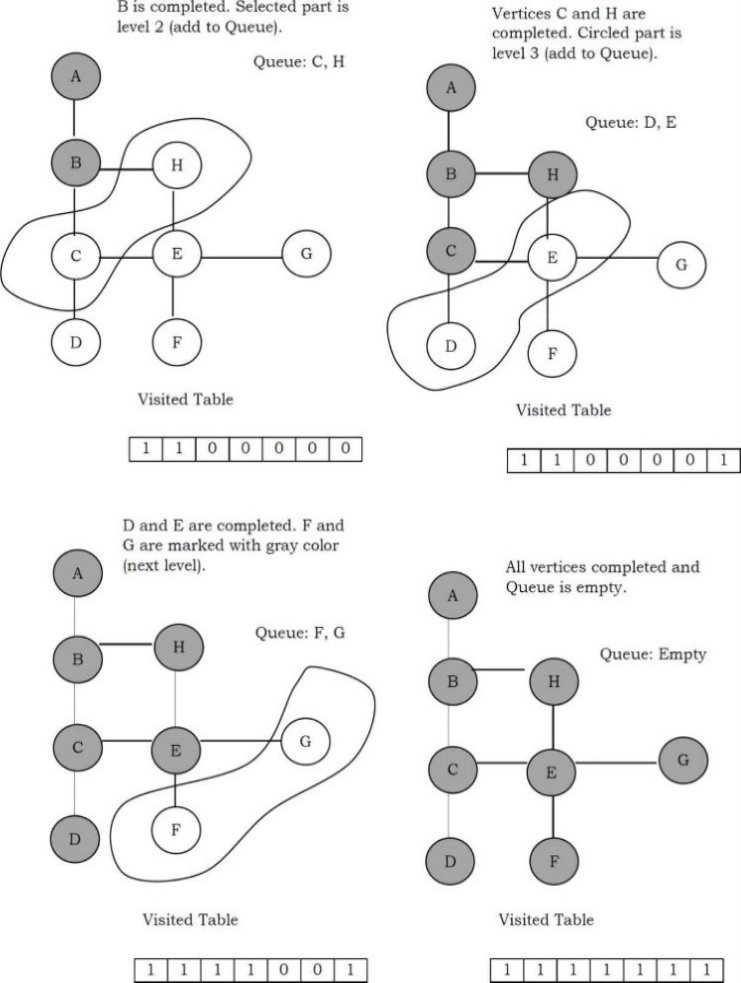 B is completed. Selected part is
level 2 (add to Queue).
Queue: C, H
A
B
H
C
E
G
D
F
Visited Table
1 1 0 0 0 0 0
Vertices C and H are
completed. Circled part is
level 3 (add to Queue).
A
Queue: D, E
B
H
C
E
G
D
F
Visited Table
1 1 0 0 0 0 1
D and E are completed. F and
G are marked with gray color
(next level).
A
Queue: F, G
B
H
C
E
G
D
F
Visited Table
1 1 1 1 0 0 1
All vertices completed and
Queue is empty.
A
Queue: Empty
B
H
C
E
G
D
F
Visited Table
1 1 1 1 1 1 1